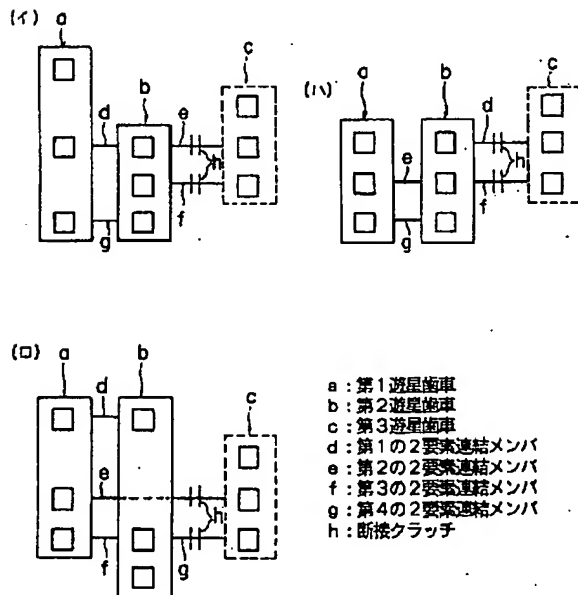 (イ) a
b
c
d
e
h
f
g
(ハ)
a
b
c
d
e
h
f
g
(ロ)
a
b
c
d
e
h
f
g
a : 第1遊星歯車
b : 第2遊星歯車
c : 第3遊星歯車
d : 第1の2要素連結メンバ
e : 第2の2要素連結メンバ
f : 第3の2要素連結メンバ
g : 第4の2要素連結メンバ
h : 断接クラッチ